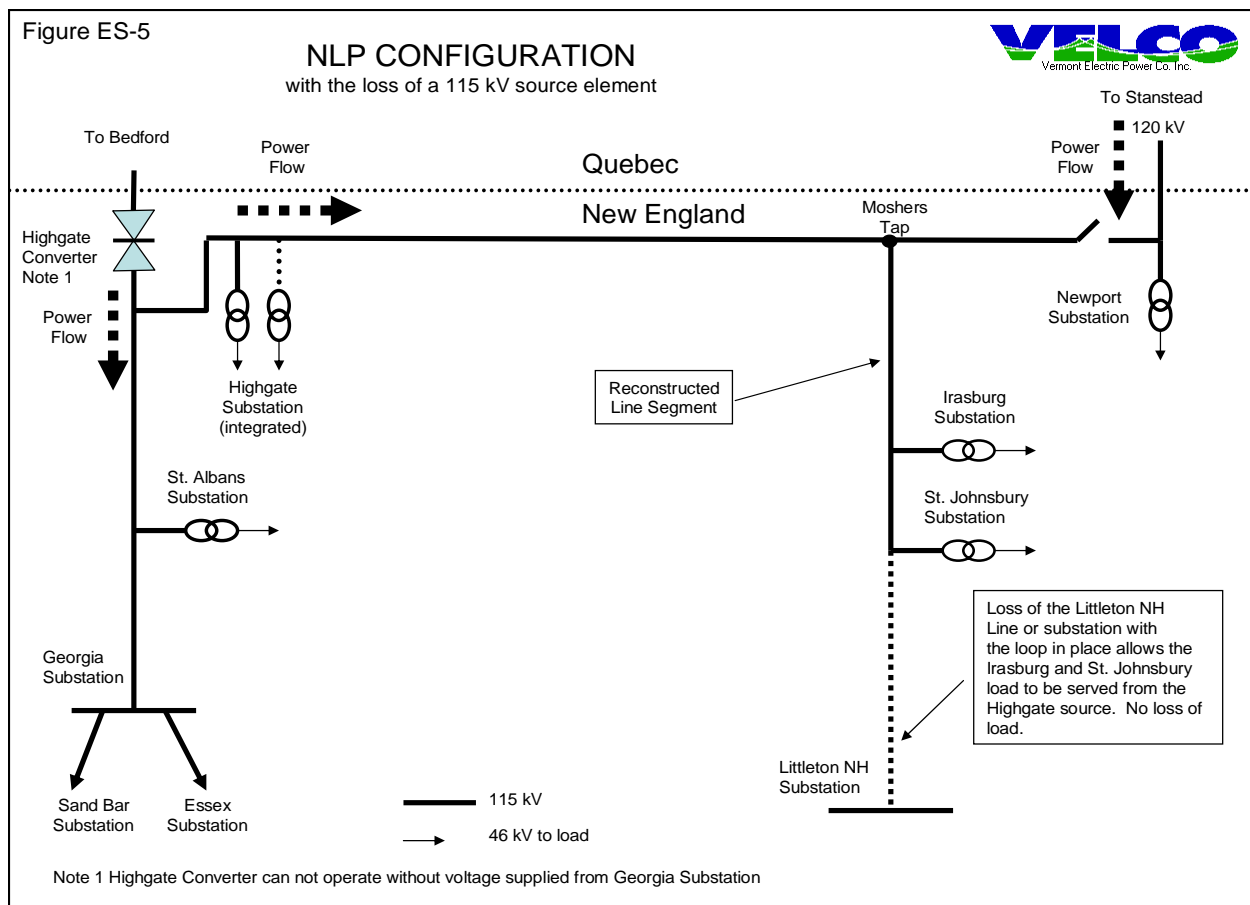 Figure ES-5
NLP CONFIGURATION
with the loss of a 115 kV source element
VELCO
Vermont Electric Power Co. Inc.
To Stanstead
120 kV
To Bedford
Power
Flow
Quebec
Power
Flow
New England
Moshers
Tap
Highgate
Converter
Note 1
Power
Flow
Newport
Substation
Highgate
Substation
(integrated)
Reconstructed
Line Segment
Irasburg
Substation
St. Albans
Substation
St. Johnsbury
Substation
Loss of the Littleton NH
Line or substation with
the loop in place allows the
Irasburg and St. Johnsbury
load to be served from the
Highgate source.  No loss of
load.
Georgia
Substation
Littleton NH
Substation
Sand Bar
Substation
Essex
Substation
115 kV
46 kV to load
Note 1 Highgate Converter can not operate without voltage supplied from Georgia Substation